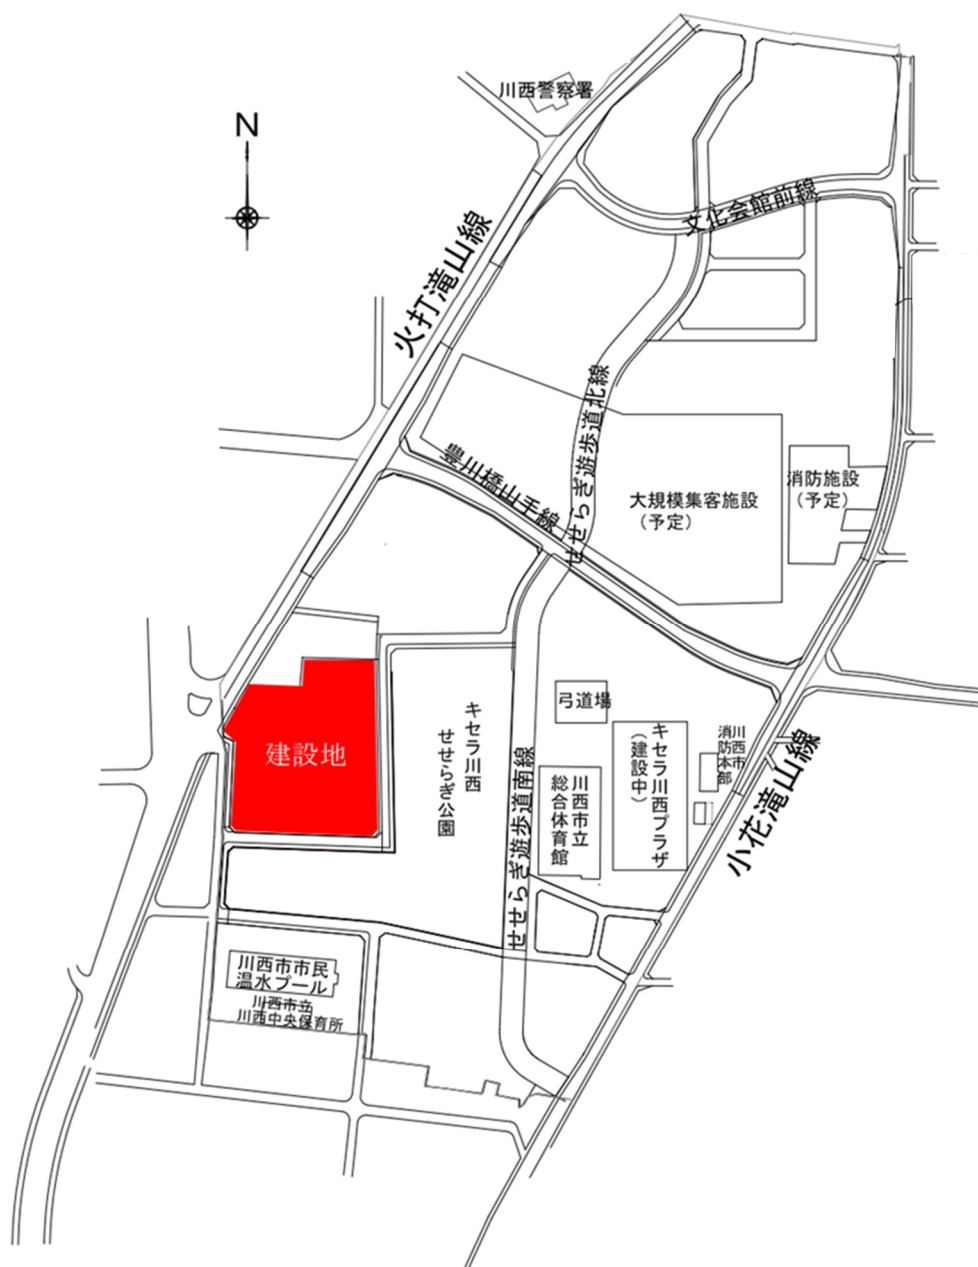 川西警察署
N
文化会館前線
火打滝山線
せせらぎ遊歩道北線
豊川橋山手線
大規模集客施設
（予定）
消防施設
（予定）
建設地
キセラ川西
せせらぎ公園
せせらぎ遊歩道南線
弓道場
川西市立
総合体育館
キセラ川西プラザ
（建設中）
川西市
消防本部
小花滝山線
川西市市民
温水プール
川西市立
川西中央保育所